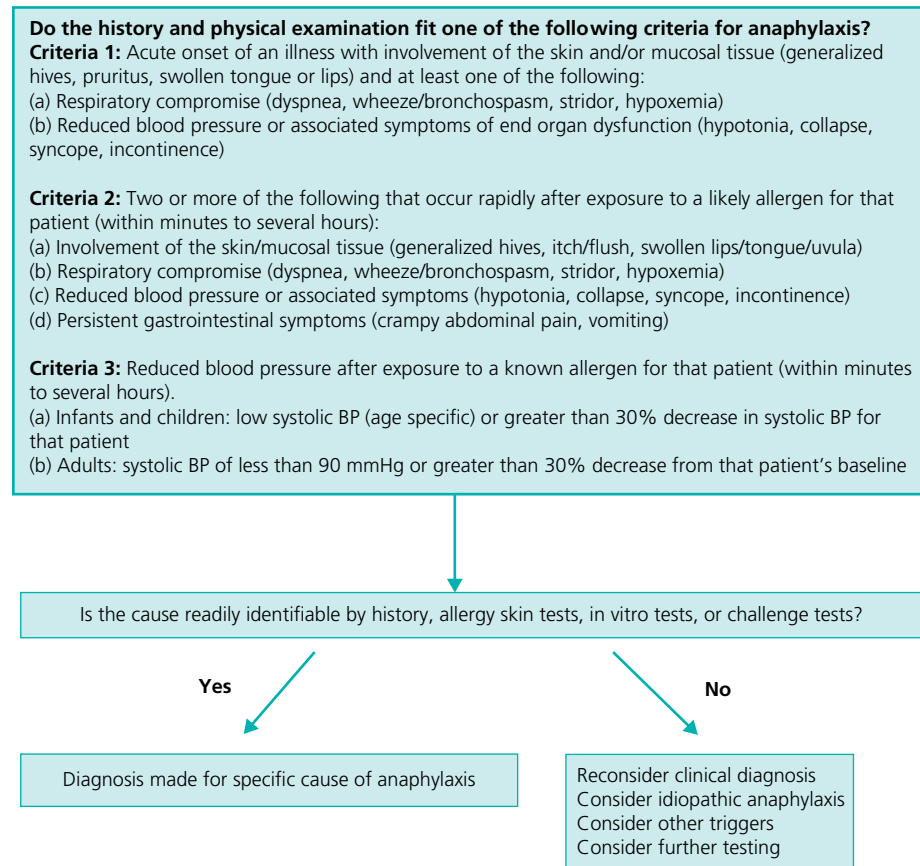 Do the history and physical examination fit one of the following criteria for anaphylaxis?
Criteria 1: Acute onset of an illness with involvement of the skin and/or mucosal tissue (generalized
hives, pruritus, swollen tongue or lips) and at least one of the following:
(a) Respiratory compromise (dyspnea, wheeze/bronchospasm, stridor, hypoxemia)
(b) Reduced blood pressure or associated symptoms of end organ dysfunction (hypotonia, collapse,
syncope, incontinence)
Criteria 2: Two or more of the following that occur rapidly after exposure to a likely allergen for that
patient (within minutes to several hours):
(a) Involvement of the skin/mucosal tissue (generalized hives, itch/flush, swollen lips/tongue/uvula)
(b) Respiratory compromise (dyspnea, wheeze/bronchospasm, stridor, hypoxemia)
(c) Reduced blood pressure or associated symptoms (hypotonia, collapse, syncope, incontinence)
(d) Persistent gastrointestinal symptoms (crampy abdominal pain, vomiting)
Criteria 3: Reduced blood pressure after exposure to a known allergen for that patient (within minutes
to several hours).
(a) Infants and children: low systolic BP (age specific) or greater than 30% decrease in systolic BP for
that patient
(b) Adults: systolic BP of less than 90 mmHg or greater than 30% decrease from that patient's baseline
Is the cause readily identifiable by history, allergy skin tests, in vitro tests, or challenge tests?
Yes
No
Diagnosis made for specific cause of anaphylaxis
Reconsider clinical diagnosis
Consider idiopathic anaphylaxis
Consider other triggers
Consider further testing